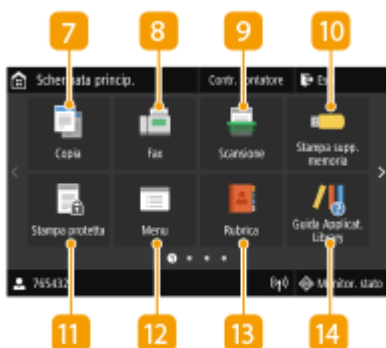 7 8 9 10
Schermata princip. Contr. contatore Es
Copia Fax Scansione Stampa supp. memoria
Stampa protetta Menu Rubrica Guida Applicat. Library
765432 Monitor. stato
11 12 13 14